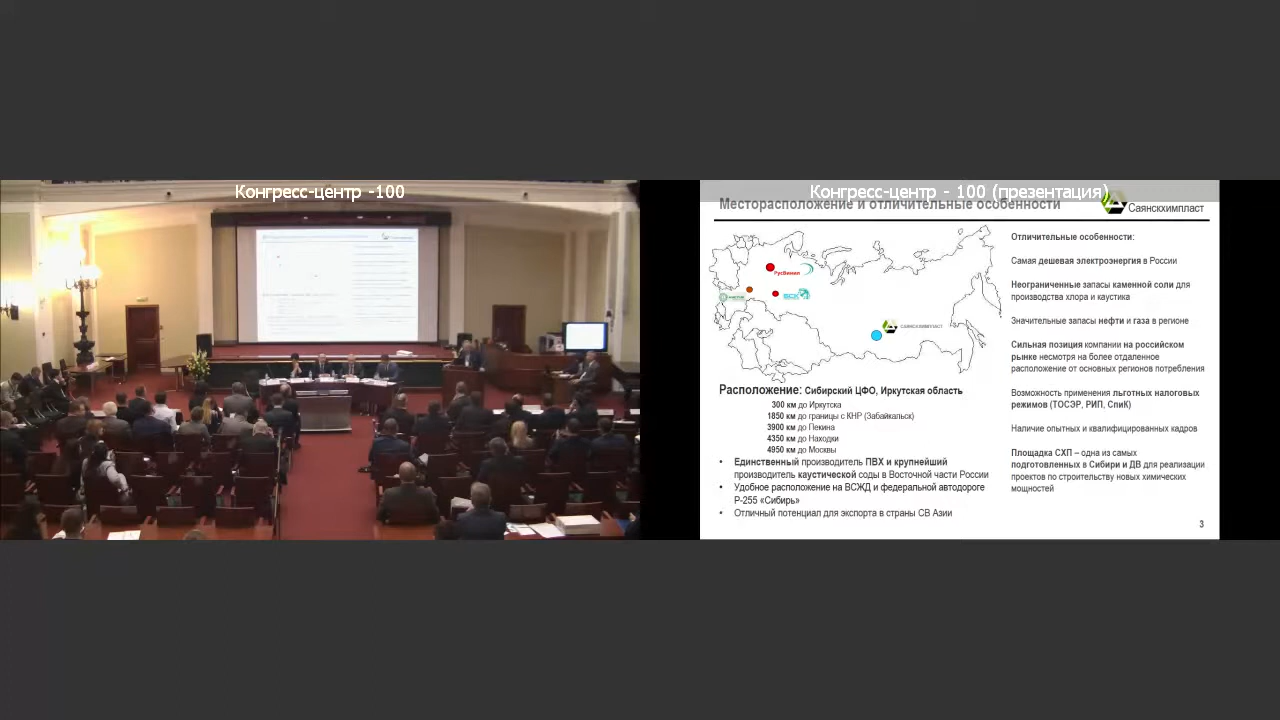 Конгресс-центр -100
Конгресс-центр - 100 (презентация)
Месторасположение и отличительные особенности
Саянскхимпласт
РусВинил
САЯНСКХИМПЛАСТ
Расположение: Сибирский ЦФО, Иркутская область
300 км до Иркутска
1850 км до границы с КНР (Забайкальск)
3900 км до Пекина
4350 км до Находки
4950 км до Москвы
• Единственный производитель ПВХ и крупнейший
производитель каустической соды в Восточной части России
• Удобное расположение на ВСЖД и федеральной автодороге
Р-255 «Сибирь»
• Отличный потенциал для экспорта в страны СВ Азии
Отличительные особенности:
Самая дешевая электроэнергия в России
Неограниченные запасы каменной соли для
производства хлора и каустика
Значительные запасы нефти и газа в регионе
Сильная позиция компании на российском
рынке несмотря на более отдаленное
расположение от основных регионов потребления
Возможность применения льготных налоговых
режимов (ТОСЭР, РИП, СпиК)
Наличие опытных и квалифицированных кадров
Площадка СХП – одна из самых
подготовленных в Сибири и ДВ для реализации
проектов по строительству новых химических
мощностей
3